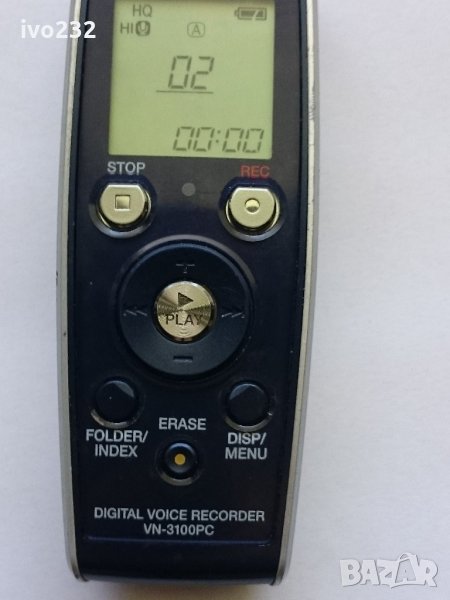 ivo232
HQ
HI
A
02
00:00
STOP
REC
PLAY
FOLDER/
INDEX
ERASE
DISP/
MENU
DIGITAL VOICE RECORDER
VN-3100PC
BAZAR